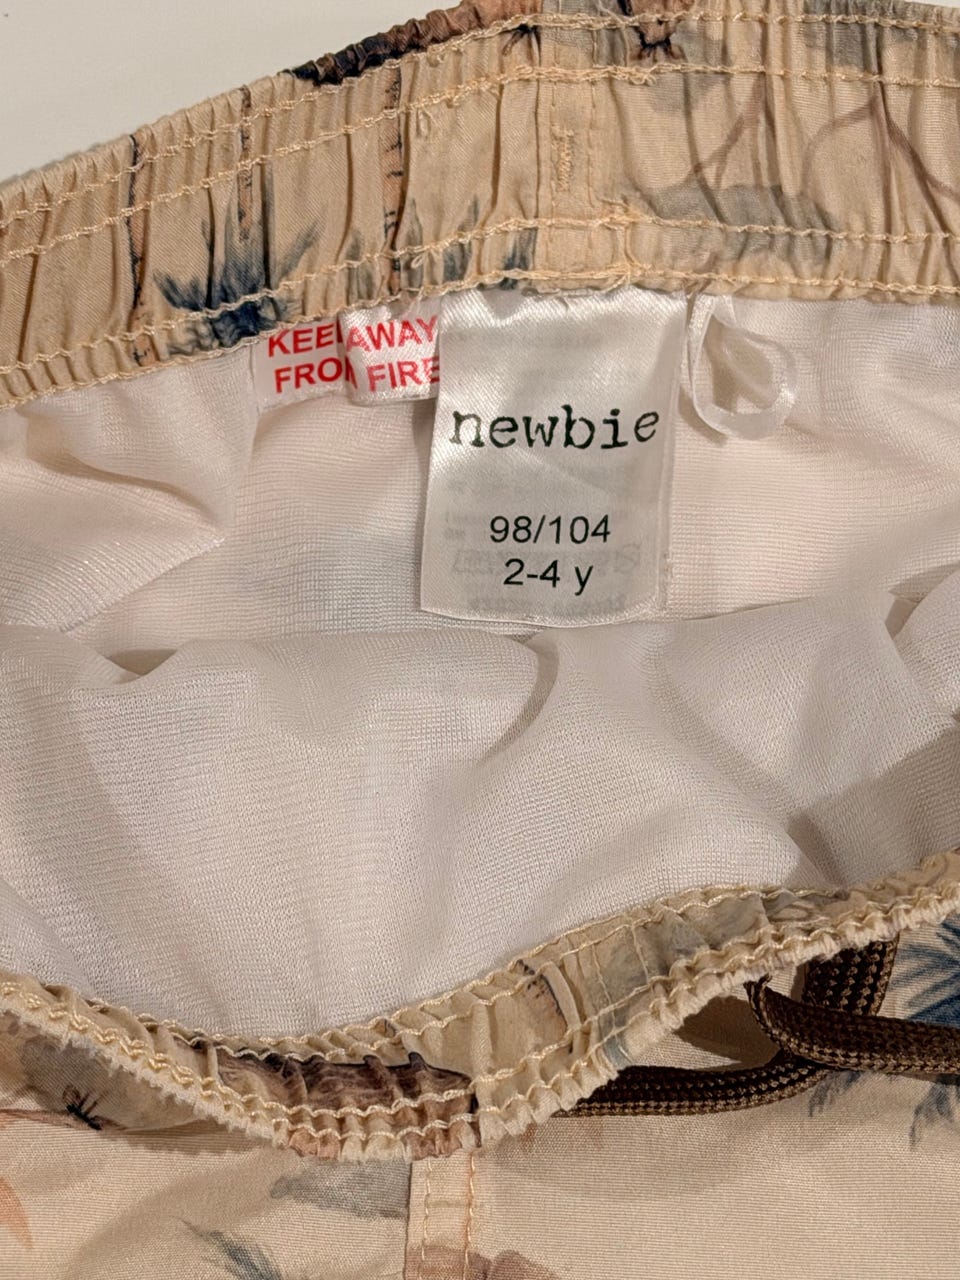 KEEP AWAY
FROM FIRE
newbie
98/104
2-4 y